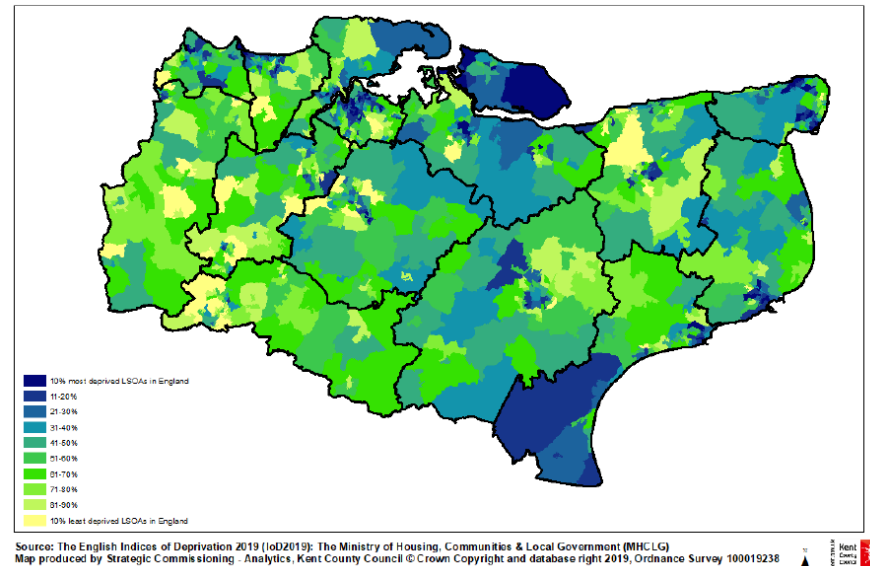 10% most deprived LSOAs in England
11-20%
21-30%
31-40%
41-50%
51-60%
61-70%
71-80%
81-90%
10% least deprived LSOAs in England
Source: The English Indices of Deprivation 2019 (IoD2019): The Ministry of Housing, Communities & Local Government (MHCLG)
Map produced by Strategic Commissioning - Analytics, Kent County Council © Crown Copyright and database right 2019, Ordnance Survey 100019238
Kent